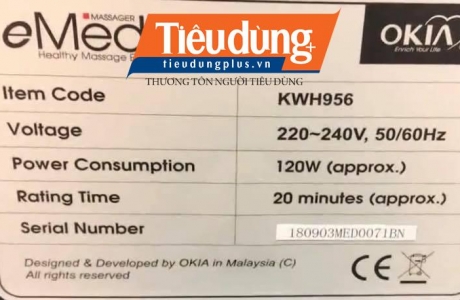 MASSAGER
eMed
Healthy Massage
Tiêudùng+
tieudungplus.vn
THƯƠNG TÔN NGƯỜI TIÊU DÙNG
OKIA
Enrich Your Life
Item Code KWH956
Voltage 220~240V, 50/60Hz
Power Consumption 120W (approx.)
Rating Time 20 minutes (approx.)
Serial Number 180903MED0071BN
Designed & Developed by OKIA in Malaysia (C)
All rights reserved
CE